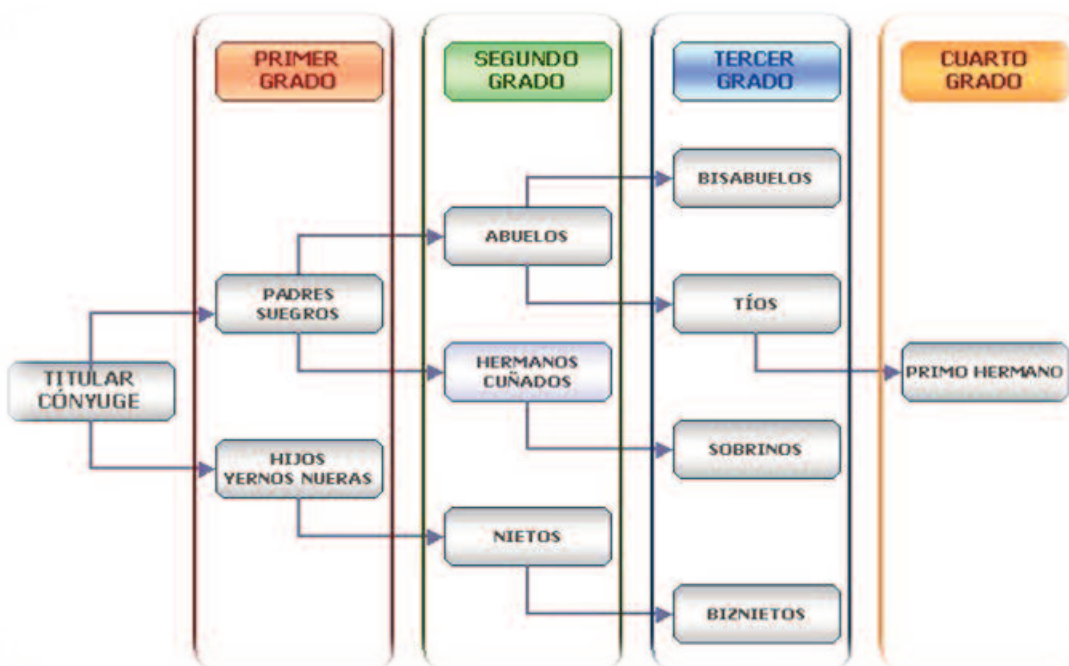 PRIMER
GRADO
SEGUNDO
GRADO
TERCER
GRADO
CUARTO
GRADO
TITULAR
CÓNYUGE
PADRES
SUEGROS
HIJOS
YERNOS NUERAS
ABUELOS
HERMANOS
CUÑADOS
NIETOS
BISABUELOS
TÍOS
SOBRINOS
BIZNIETOS
PRIMO HERMANO